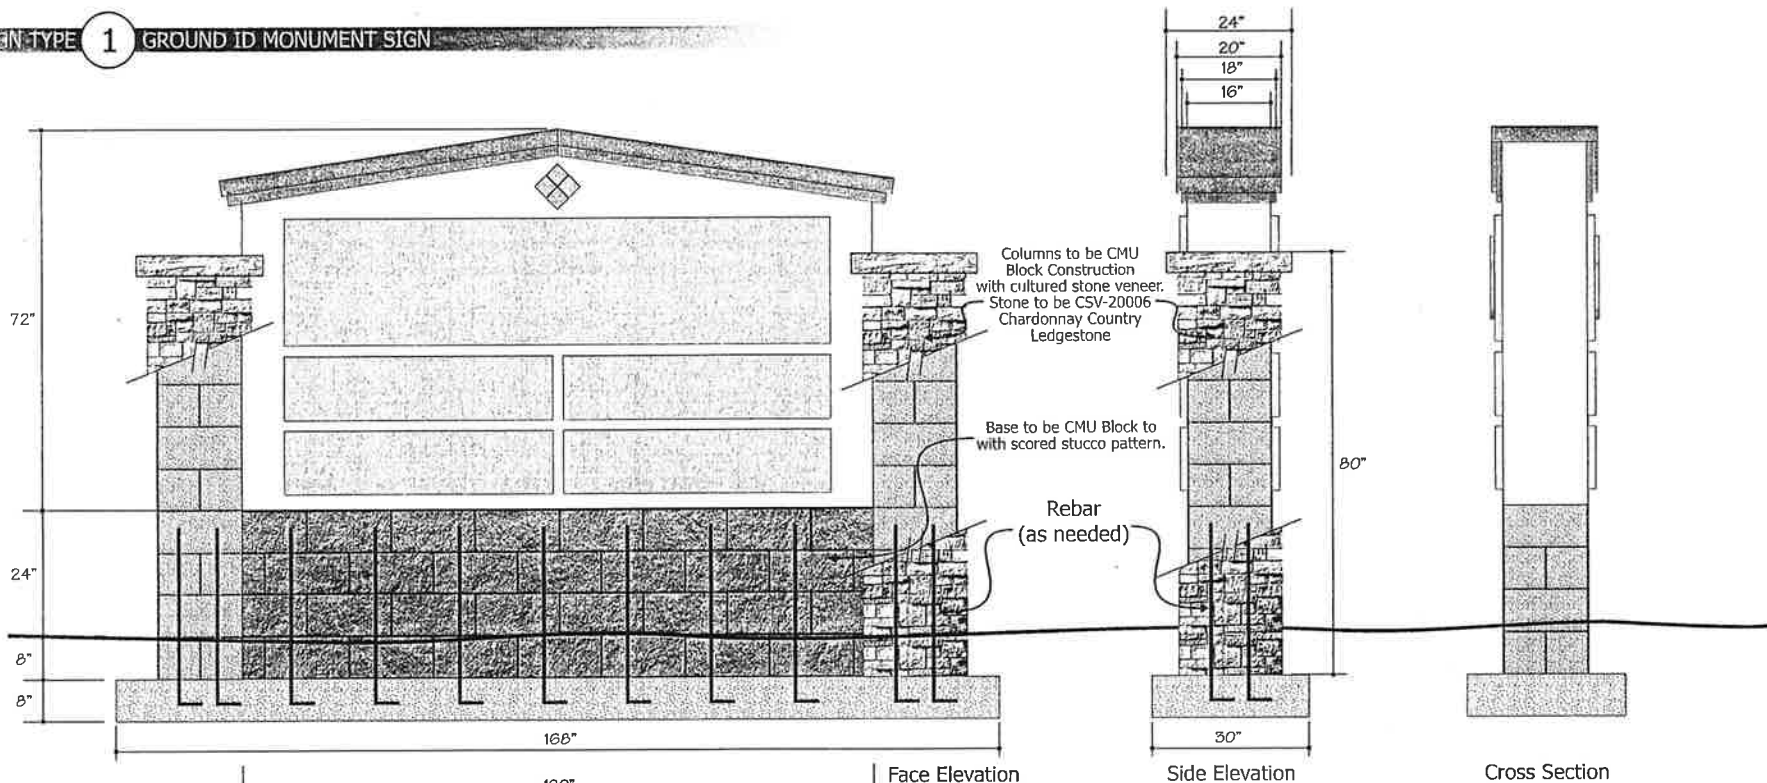 SIGN TYPE 1 GROUND ID MONUMENT SIGN
24"
20"
18"
16"
72"
Columns to be CMU
Block Construction
with cultured stone veneer.
Stone to be CSV-20006
Chardonnay Country
Ledgestone
Base to be CMU Block to
with scored stucco pattern.
Rebar
(as needed)
80"
24"
8"
8"
168"
30"
Face Elevation
Side Elevation
Cross Section